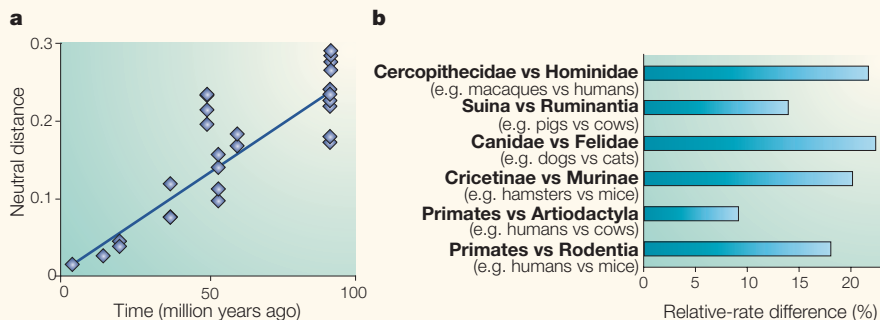 a
0.3
0.2
0.1
0
Neutral distance
0
50
100
Time (million years ago)
b
Cercopithecidae vs Hominidae
(e.g. macaques vs humans)
Suina vs Ruminantia
(e.g. pigs vs cows)
Canidae vs Felidae
(e.g. dogs vs cats)
Cricetinae vs Murinae
(e.g. hamsters vs mice)
Primates vs Artiodactyla
(e.g. humans vs cows)
Primates vs Rodentia
(e.g. humans vs mice)
0
5
10
15
20
Relative-rate difference (%)